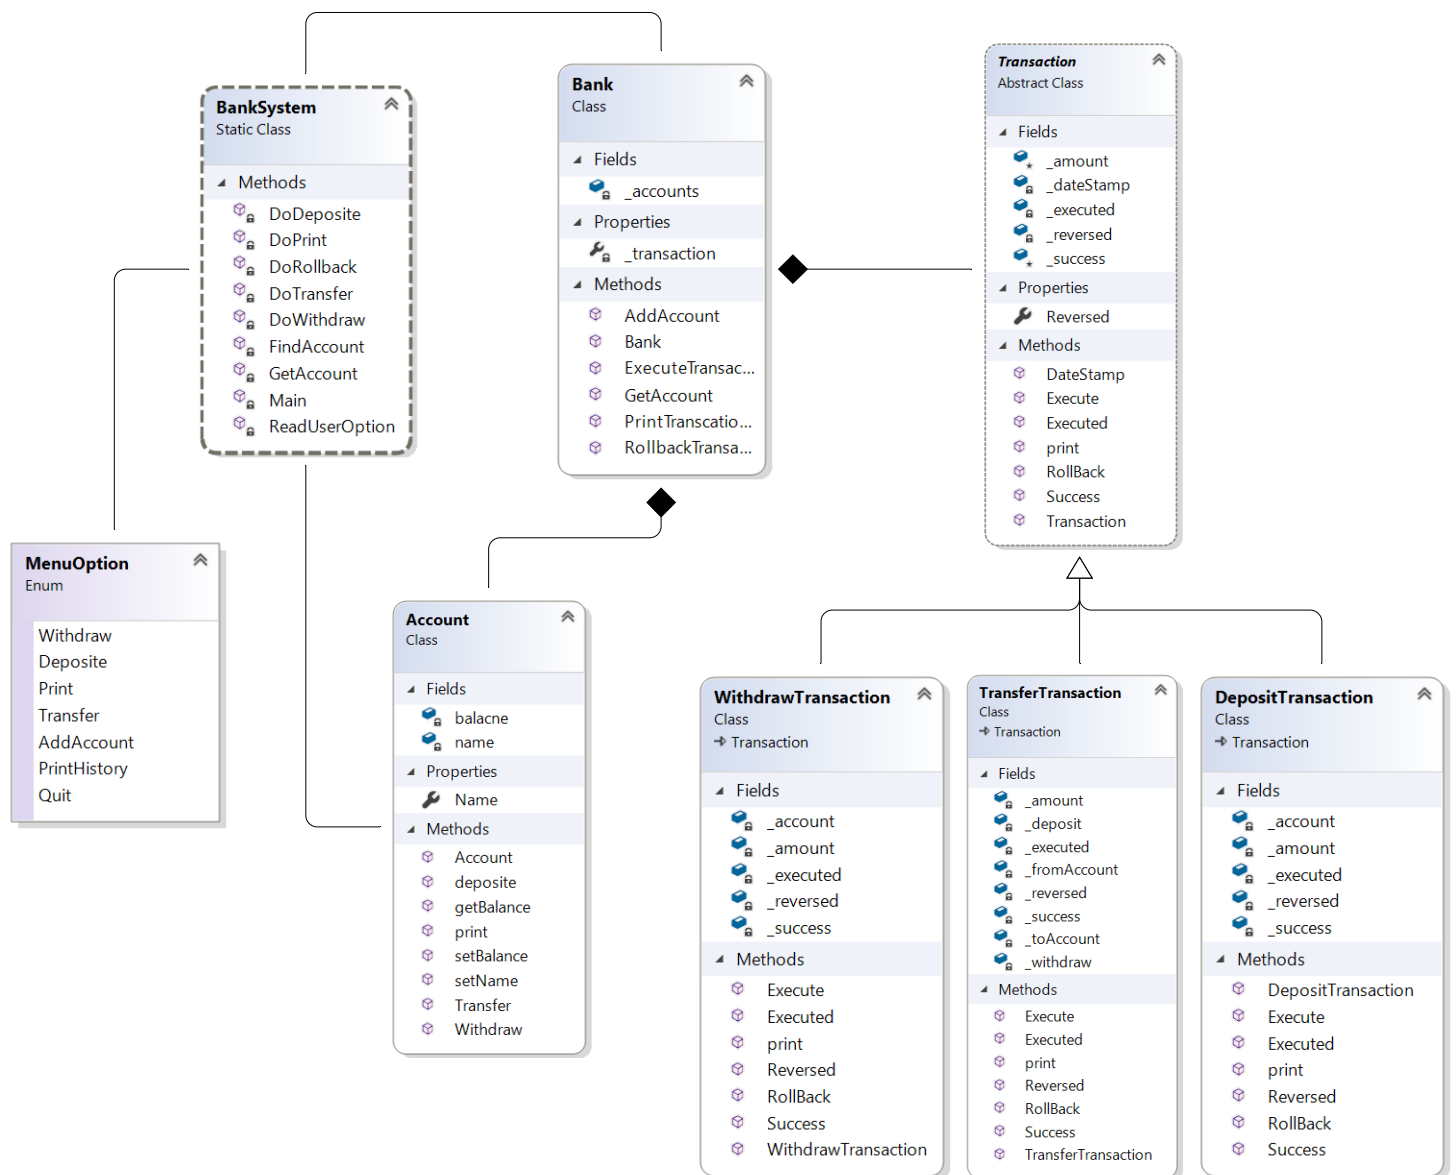 BankSystem
Static Class
Methods
DoDeposite
DoPrint
DoRollback
DoTransfer
DoWithdraw
FindAccount
GetAccount
Main
ReadUserOption
Bank
Class
Fields
_accounts
Properties
_transaction
Methods
AddAccount
Bank
ExecuteTransac...
GetAccount
PrintTranscatio...
RollbackTransa...
Transaction
Abstract Class
Fields
_amount
_dateStamp
_executed
_reversed
_success
Properties
Reversed
Methods
DateStamp
Execute
Executed
print
RollBack
Success
Transaction
MenuOption
Enum
Withdraw
Deposite
Print
Transfer
AddAccount
PrintHistory
Quit
Account
Class
Fields
balacne
name
Properties
Name
Methods
Account
deposite
getBalance
print
setBalance
setName
Transfer
Withdraw
WithdrawTransaction
Class
Transaction
Fields
_account
_amount
_executed
_reversed
_success
Methods
Execute
Executed
print
Reversed
RollBack
Success
WithdrawTransaction
TransferTransaction
Class
Transaction
Fields
_amount
_deposit
_executed
_fromAccount
_reversed
_success
_toAccount
_withdraw
Methods
Execute
Executed
print
Reversed
RollBack
Success
TransferTransaction
DepositTransaction
Class
Transaction
Fields
_account
_amount
_executed
_reversed
_success
Methods
DepositTransaction
Execute
Executed
print
Reversed
RollBack
Success